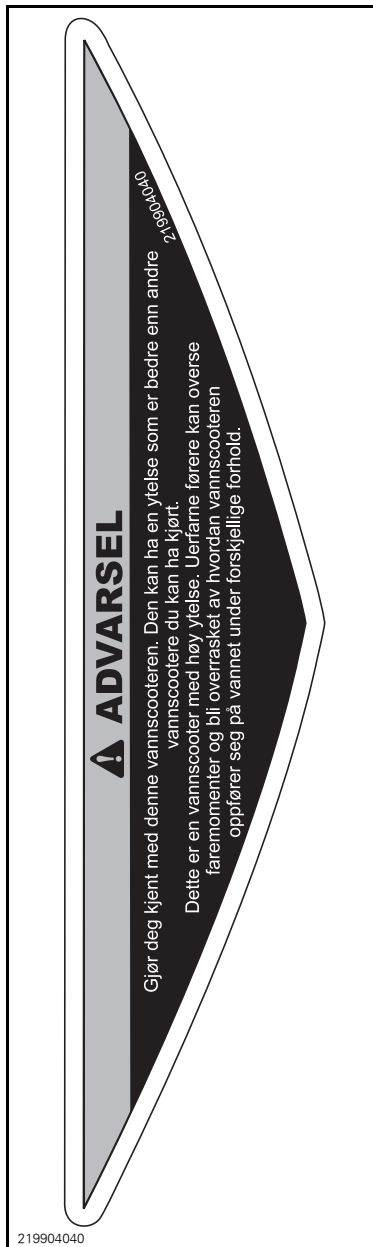 ADVARSEL
Gjør deg kjent med denne vannscooteren. Den kan ha en ytelse som er bedre enn andre
vannscootere du kan ha kjørt.
Dette er en vannscooter med høy ytelse. Uerfarne førere kan overse
faremomenter og bli overrasket av hvordan vannscooteren
oppfører seg på vannet under forskjellige forhold.
219904040
219904040